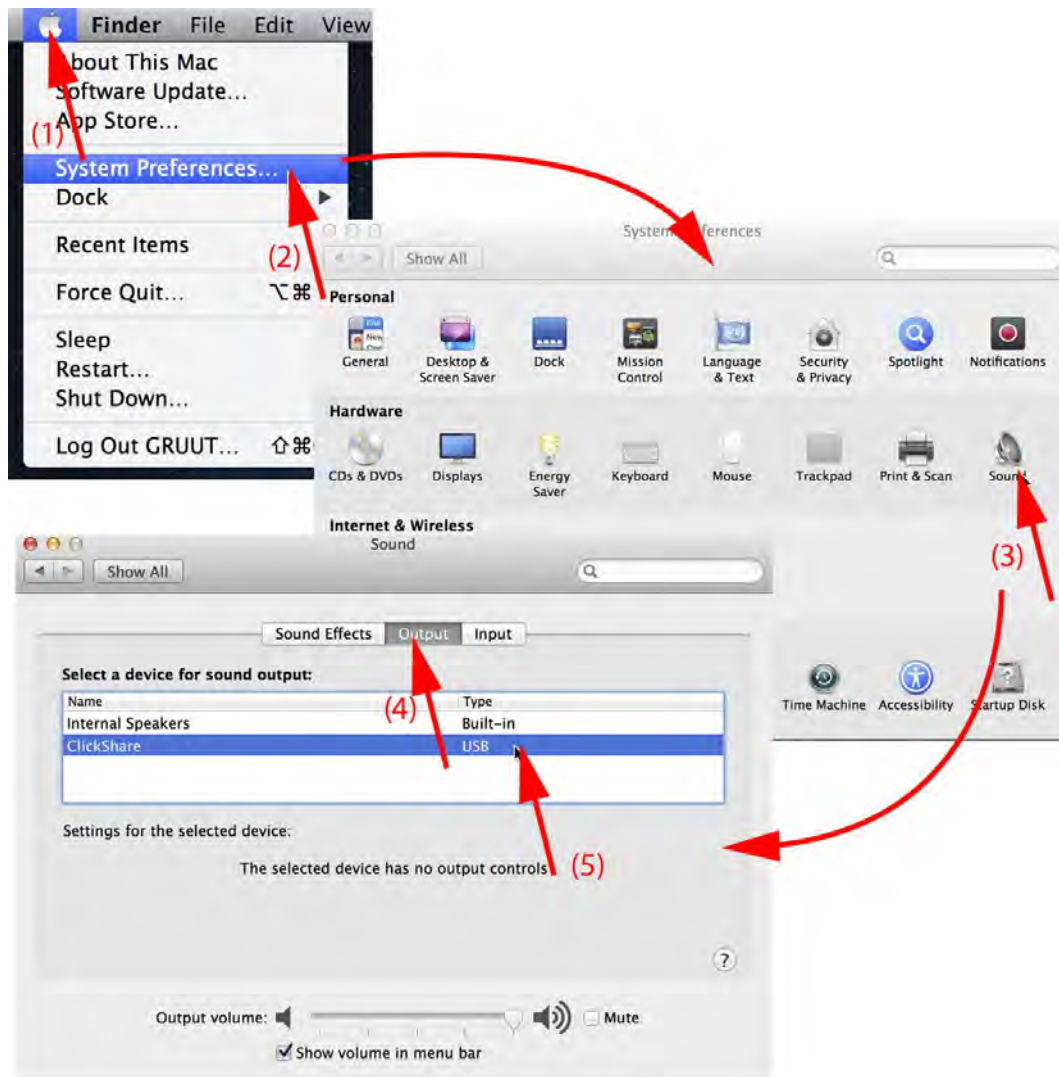 Finder File Edit View
About This Mac
Software Update...
App Store...
(1)
System Preferences...
Dock
Recent Items
(2)
Force Quit... ⌥⌘
Sleep
Restart...
Shut Down...
Log Out GRUUT... ⇧⌘
System Preferences
Show All
Personal
General
Desktop &
Screen Saver
Dock
Mission
Control
Language
& Text
Security
& Privacy
Spotlight
Notifications
Hardware
CDs & DVDs
Displays
Energy
Saver
Keyboard
Mouse
Trackpad
Print & Scan
Sound
Internet & Wireless
(3)
Time Machine
Accessibility
Startup Disk
Sound
Show All
Sound Effects Output Input
Select a device for sound output:
(4)
Name Type
Internal Speakers Built-in
ClickShare USB
Settings for the selected device:
The selected device has no output controls
(5)
?
Output volume: Mute
Show volume in menu bar